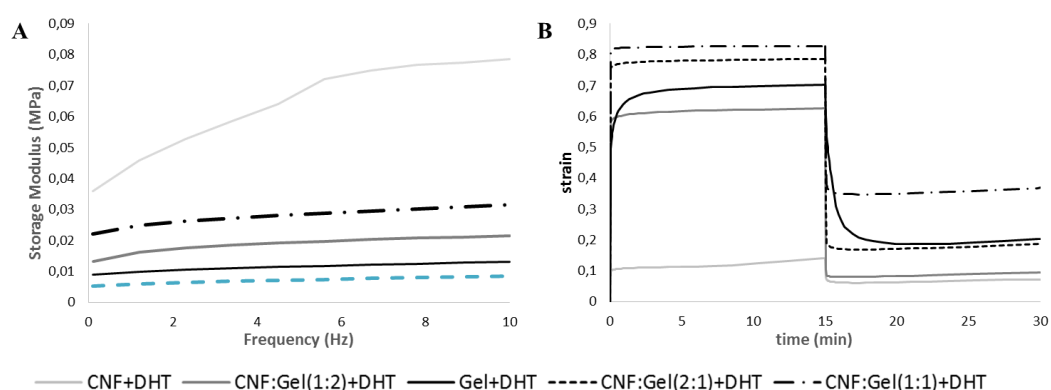 A
0,09
0,08
0,07
0,06
0,05
0,04
0,03
0,02
0,01
0
Storage Modulus (MPa)
0 2 4 6 8 10
Frequency (Hz)
B
0,9
0,8
0,7
0,6
0,5
0,4
0,3
0,2
0,1
0
strain
0 5 10 15 20 25 30
time (min)
CNF+DHT CNF:Gel(1:2)+DHT Gel+DHT CNF:Gel(2:1)+DHT CNF:Gel(1:1)+DHT